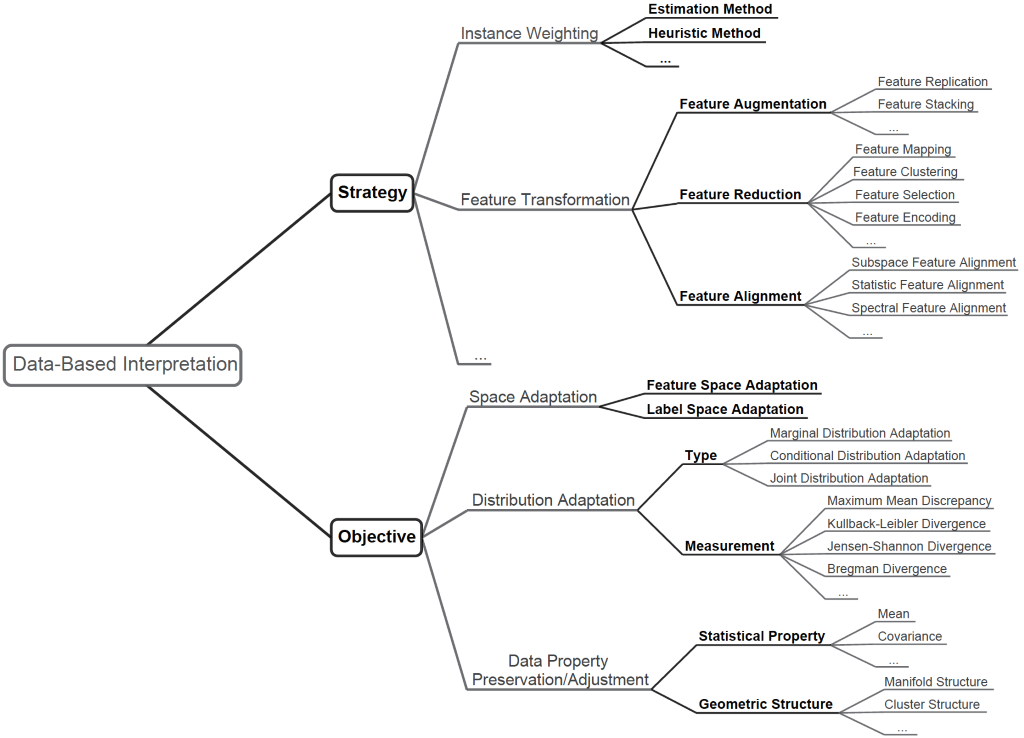 Data-Based Interpretation
Strategy
Instance Weighting
Estimation Method
Heuristic Method
...
Feature Transformation
Feature Augmentation
Feature Replication
Feature Stacking
...
Feature Reduction
Feature Mapping
Feature Clustering
Feature Selection
Feature Encoding
...
Feature Alignment
Subspace Feature Alignment
Statistic Feature Alignment
Spectral Feature Alignment
...
...
Objective
Space Adaptation
Feature Space Adaptation
Label Space Adaptation
Distribution Adaptation
Type
Marginal Distribution Adaptation
Conditional Distribution Adaptation
Joint Distribution Adaptation
Measurement
Maximum Mean Discrepancy
Kullback-Leibler Divergence
Jensen-Shannon Divergence
Bregman Divergence
...
Data Property
Preservation/Adjustment
Statistical Property
Mean
Covariance
...
Geometric Structure
Manifold Structure
Cluster Structure
...